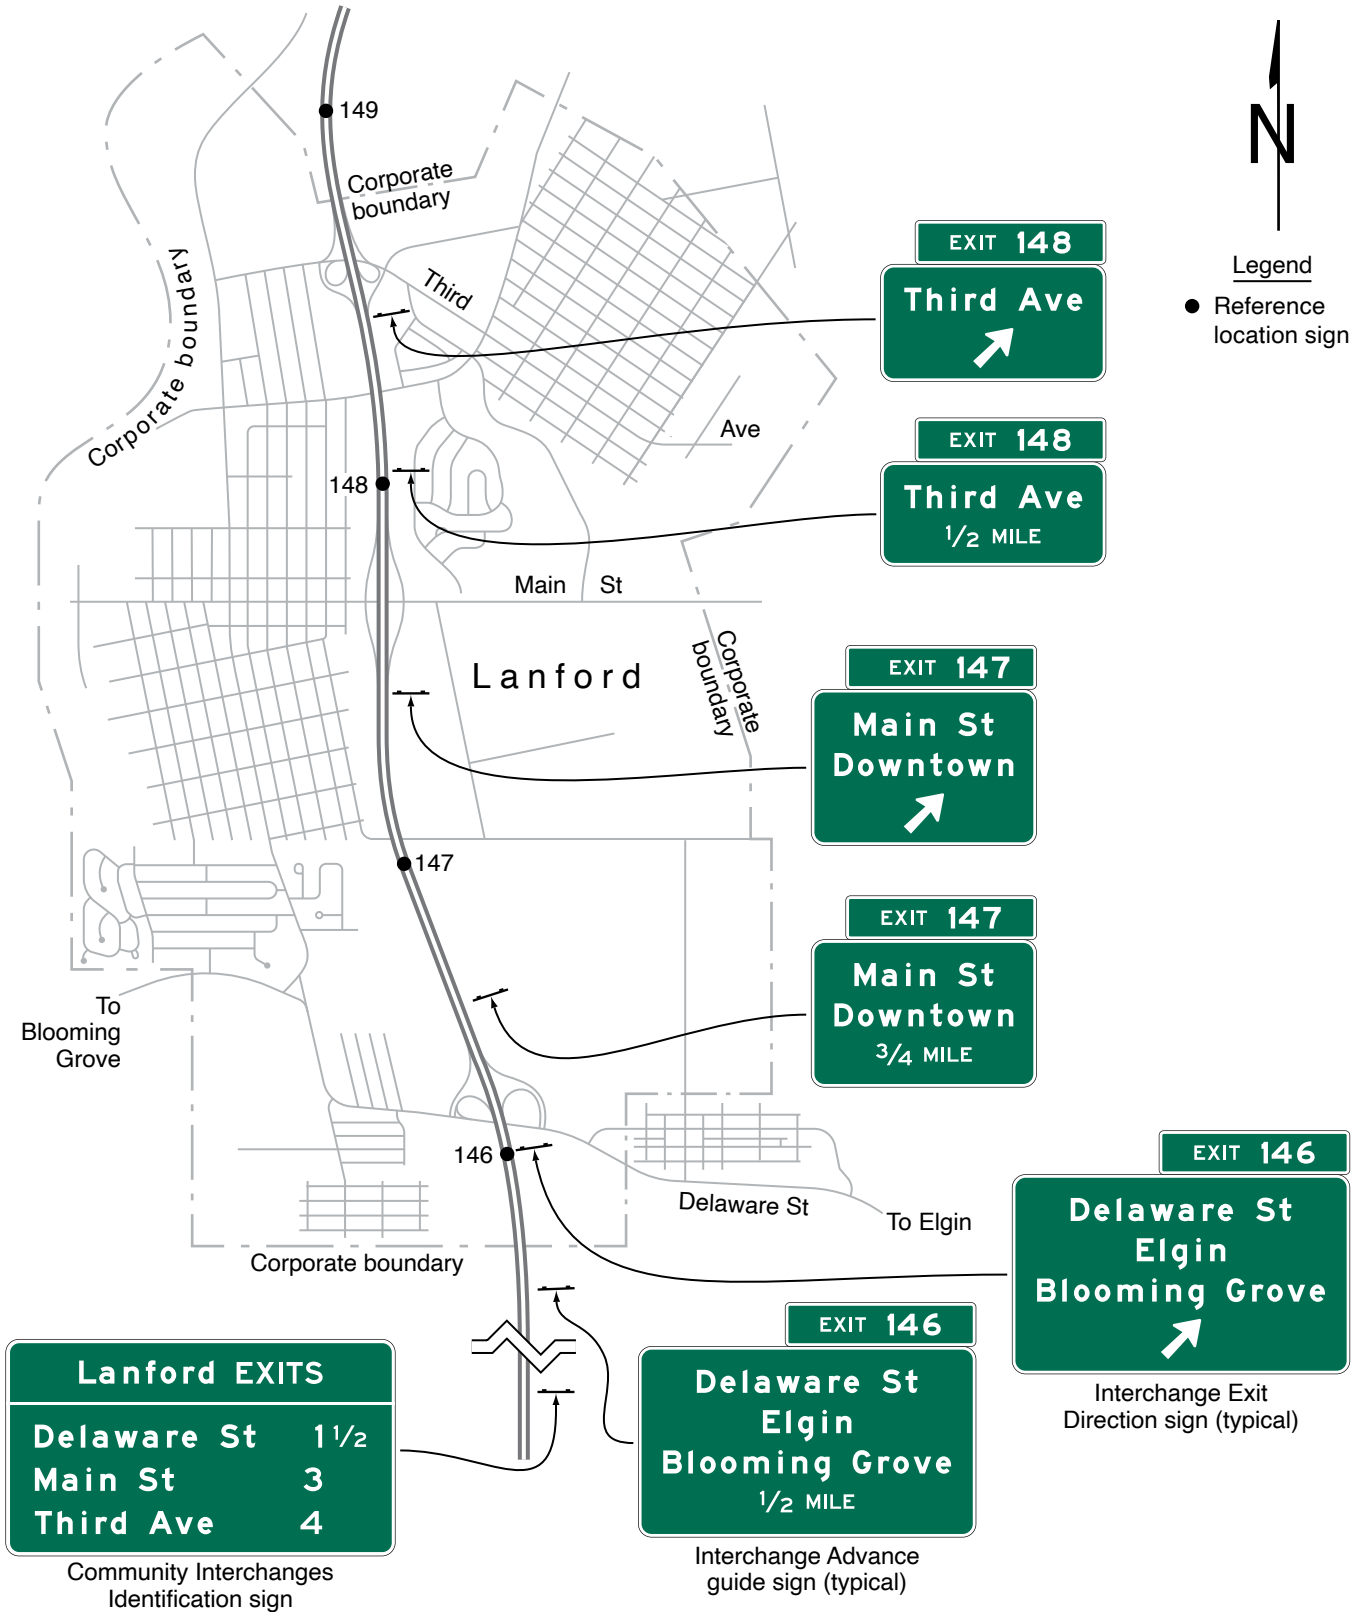 149
N
Corporate
boundary
Corporate boundary
Third
EXIT 148
Third Ave
Legend
Reference
location sign
Ave
148
EXIT 148
Third Ave
1/2 MILE
Main St
Lanford
Corporate
boundary
EXIT 147
Main St
Downtown
147
EXIT 147
Main St
Downtown
3/4 MILE
To
Blooming
Grove
146
Delaware St
To Elgin
Corporate boundary
EXIT 146
Delaware St
Elgin
Blooming Grove
Interchange Exit
Direction sign (typical)
EXIT 146
Delaware St
Elgin
Blooming Grove
1/2 MILE
Interchange Advance
guide sign (typical)
Lanford EXITS
Delaware St 1 1/2
Main St 3
Third Ave 4
Community Interchanges
Identification sign